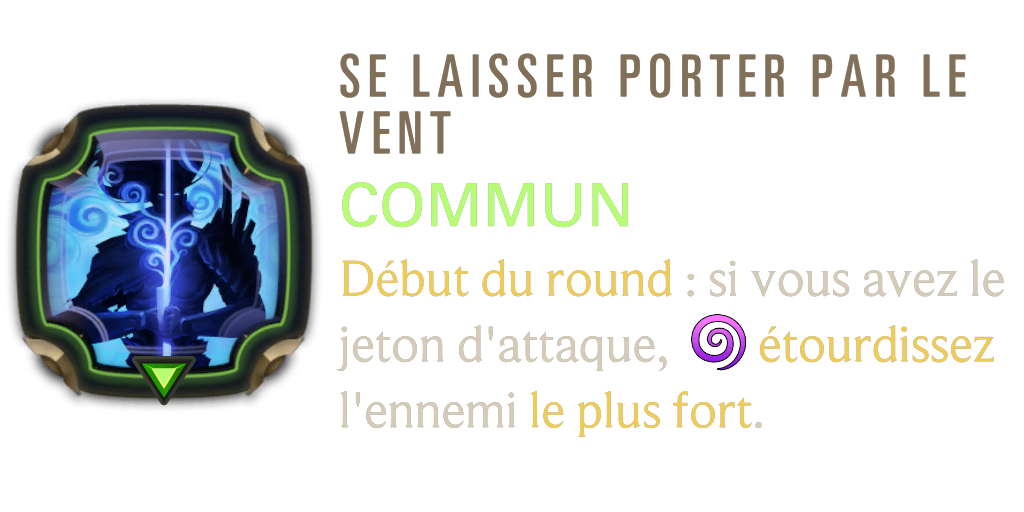 SE LAISSER PORTER PAR LE
VENT
COMMUN
Début du round : si vous avez le
jeton d'attaque, étourdissez
l'ennemi le plus fort.